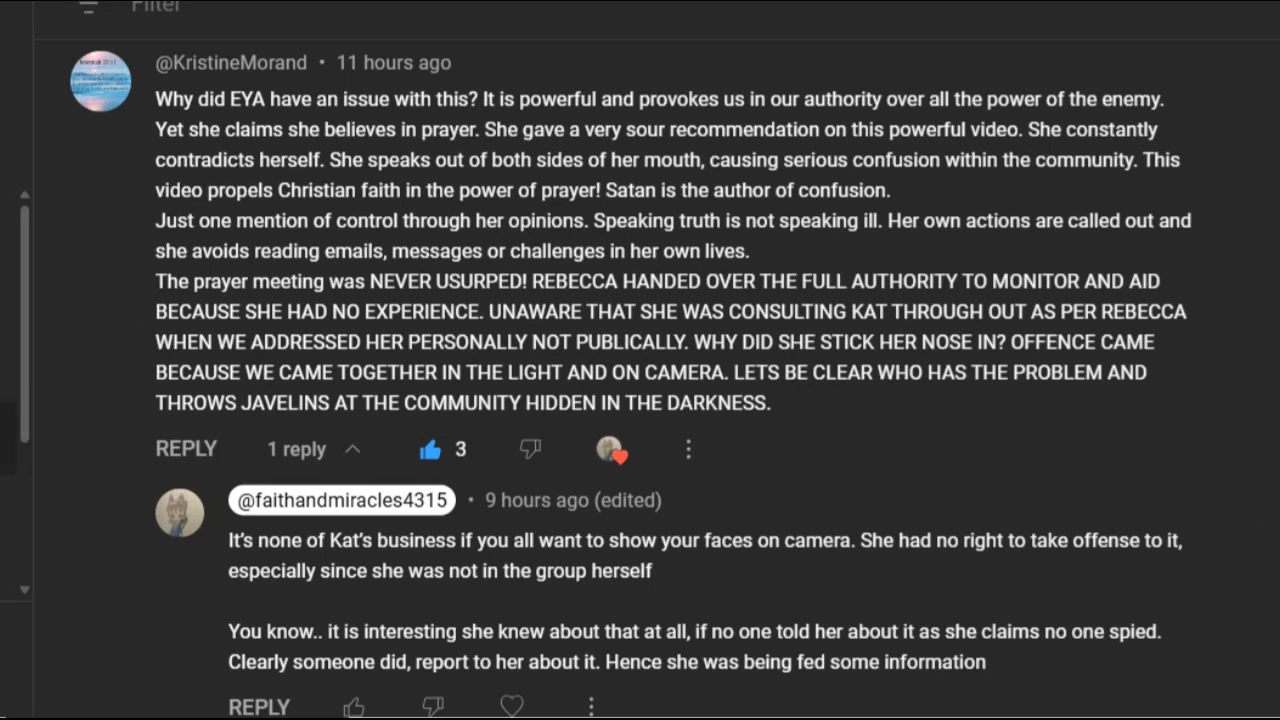 Filter
@KristineMorand • 11 hours ago
Why did EYA have an issue with this? It is powerful and provokes us in our authority over all the power of the enemy.
Yet she claims she believes in prayer. She gave a very sour recommendation on this powerful video. She constantly
contradicts herself. She speaks out of both sides of her mouth, causing serious confusion within the community. This
video propels Christian faith in the power of prayer! Satan is the author of confusion.
Just one mention of control through her opinions. Speaking truth is not speaking ill. Her own actions are called out and
she avoids reading emails, messages or challenges in her own lives.
The prayer meeting was NEVER USURPED! REBECCA HANDED OVER THE FULL AUTHORITY TO MONITOR AND AID
BECAUSE SHE HAD NO EXPERIENCE. UNAWARE THAT SHE WAS CONSULTING KAT THROUGH OUT AS PER REBECCA
WHEN WE ADDRESSED HER PERSONALLY NOT PUBLICALLY. WHY DID SHE STICK HER NOSE IN? OFFENCE CAME
BECAUSE WE CAME TOGETHER IN THE LIGHT AND ON CAMERA. LETS BE CLEAR WHO HAS THE PROBLEM AND
THROWS JAVELINS AT THE COMMUNITY HIDDEN IN THE DARKNESS.
REPLY 1 reply 3
@faithandmiracles4315 • 9 hours ago (edited)
It's none of Kat's business if you all want to show your faces on camera. She had no right to take offense to it,
especially since she was not in the group herself
You know.. it is interesting she knew about that at all, if no one told her about it as she claims no one spied.
Clearly someone did, report to her about it. Hence she was being fed some information
REPLY